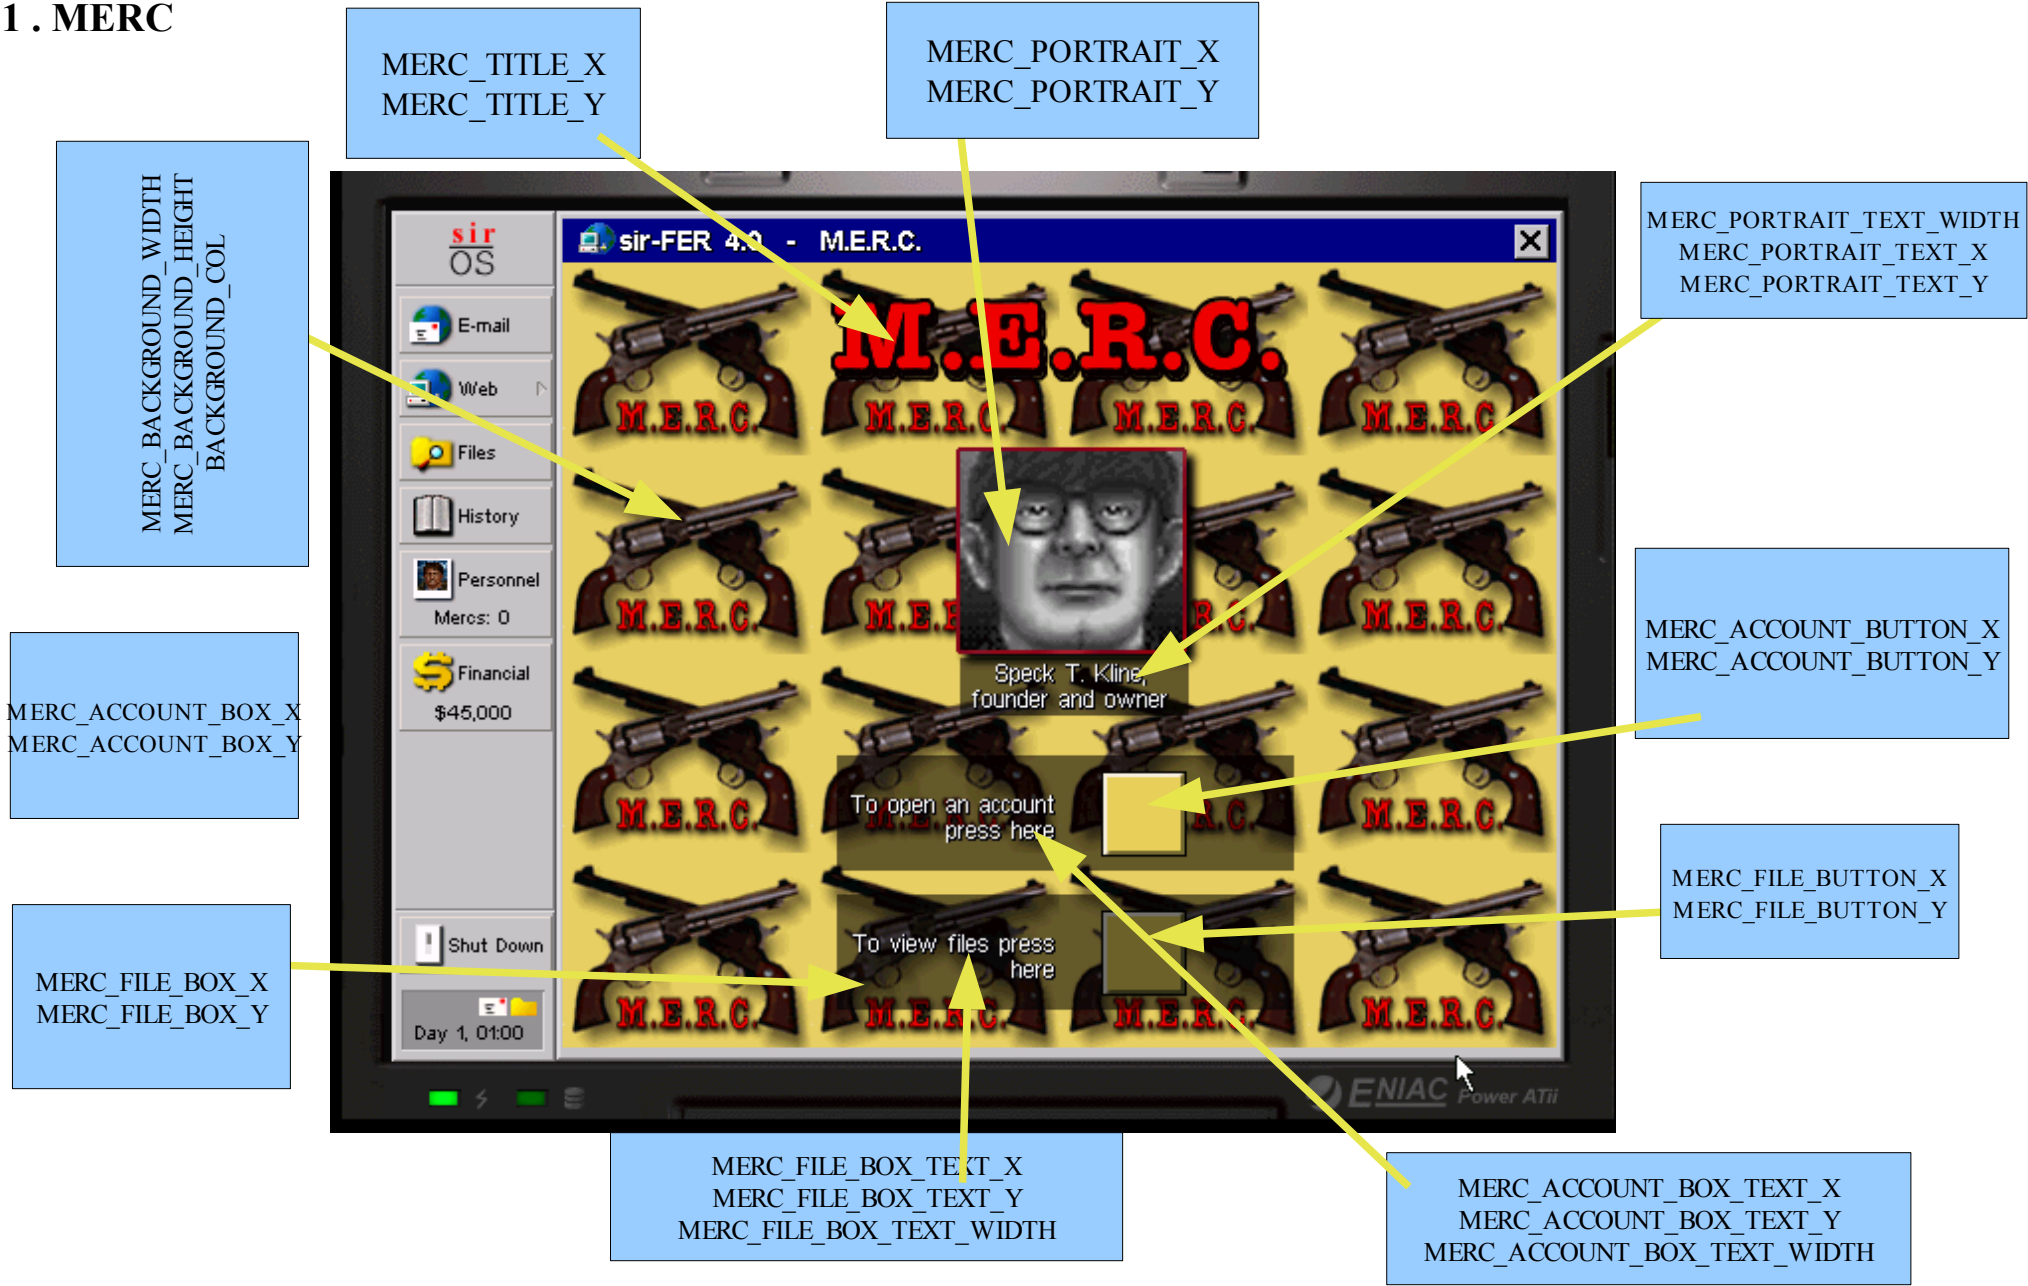 1 . MERC
MERC_TITLE_X
MERC_TITLE_Y
MERC_PORTRAIT_X
MERC_PORTRAIT_Y
MERC_BACKGROUND_WIDTH
MERC_BACKGROUND_HEIGHT
BACKGROUND_COL
MERC_PORTRAIT_TEXT_WIDTH
MERC_PORTRAIT_TEXT_X
MERC_PORTRAIT_TEXT_Y
MERC_ACCOUNT_BUTTON_X
MERC_ACCOUNT_BUTTON_Y
MERC_ACCOUNT_BOX_X
MERC_ACCOUNT_BOX_Y
MERC_FILE_BUTTON_X
MERC_FILE_BUTTON_Y
MERC_FILE_BOX_X
MERC_FILE_BOX_Y
MERC_FILE_BOX_TEXT_X
MERC_FILE_BOX_TEXT_Y
MERC_FILE_BOX_TEXT_WIDTH
MERC_ACCOUNT_BOX_TEXT_X
MERC_ACCOUNT_BOX_TEXT_Y
MERC_ACCOUNT_BOX_TEXT_WIDTH
sir
OS
E-mail
Web
Files
History
Personnel
Mercs: 0
Financial
$45,000
Shut Down
Day 1, 01:00
sir-FER 4.0 - M.E.R.C.
M.E.R.C.
M.E.R.C. M.E.R.C. M.E.R.C. M.E.R.C.
M.E.R.C. M.E.R.C. M.E.R.C.
Speck T. Kline,
founder and owner
M.E.R.C. M.E.R.C. M.E.R.C. M.E.R.C.
To open an account
press here
To view files press
here
M.E.R.C. M.E.R.C. M.E.R.C. M.E.R.C.
ENIAC Power ATii